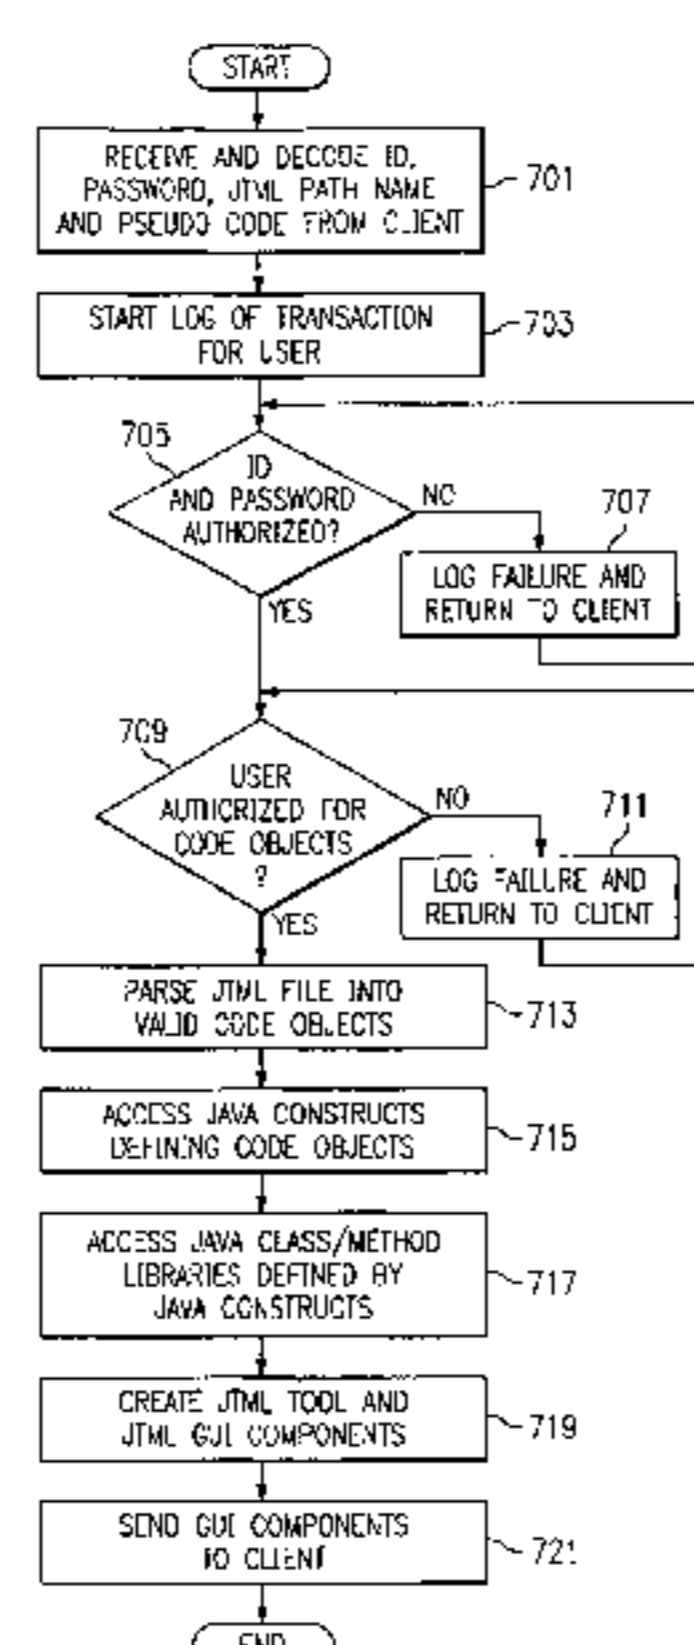 START
RECEIVE AND DECODE ID,
PASSWORD, JTML PATH NAME
AND PSEUDO CODE FROM CLIENT
701
START LOG OF TRANSACTION
FOR USER
703
705
ID
AND PASSWORD
AUTHORIZED?
NO
707
LOG FAILURE AND
RETURN TO CLIENT
YES
709
USER
AUTHORIZED FOR
CODE OBJECTS
?
NO
711
LOG FAILURE AND
RETURN TO CLIENT
YES
PARSE JTML FILE INTO
VALID CODE OBJECTS
713
ACCESS JAVA CONSTRUCTS
DEFINING CODE OBJECTS
715
ACCESS JAVA CLASS/METHOD
LIBRARIES DEFINED BY
JAVA CONSTRUCTS
717
CREATE JTML TOOL AND
JTML GUI COMPONENTS
719
SEND GUI COMPONENTS
TO CLIENT
721
END